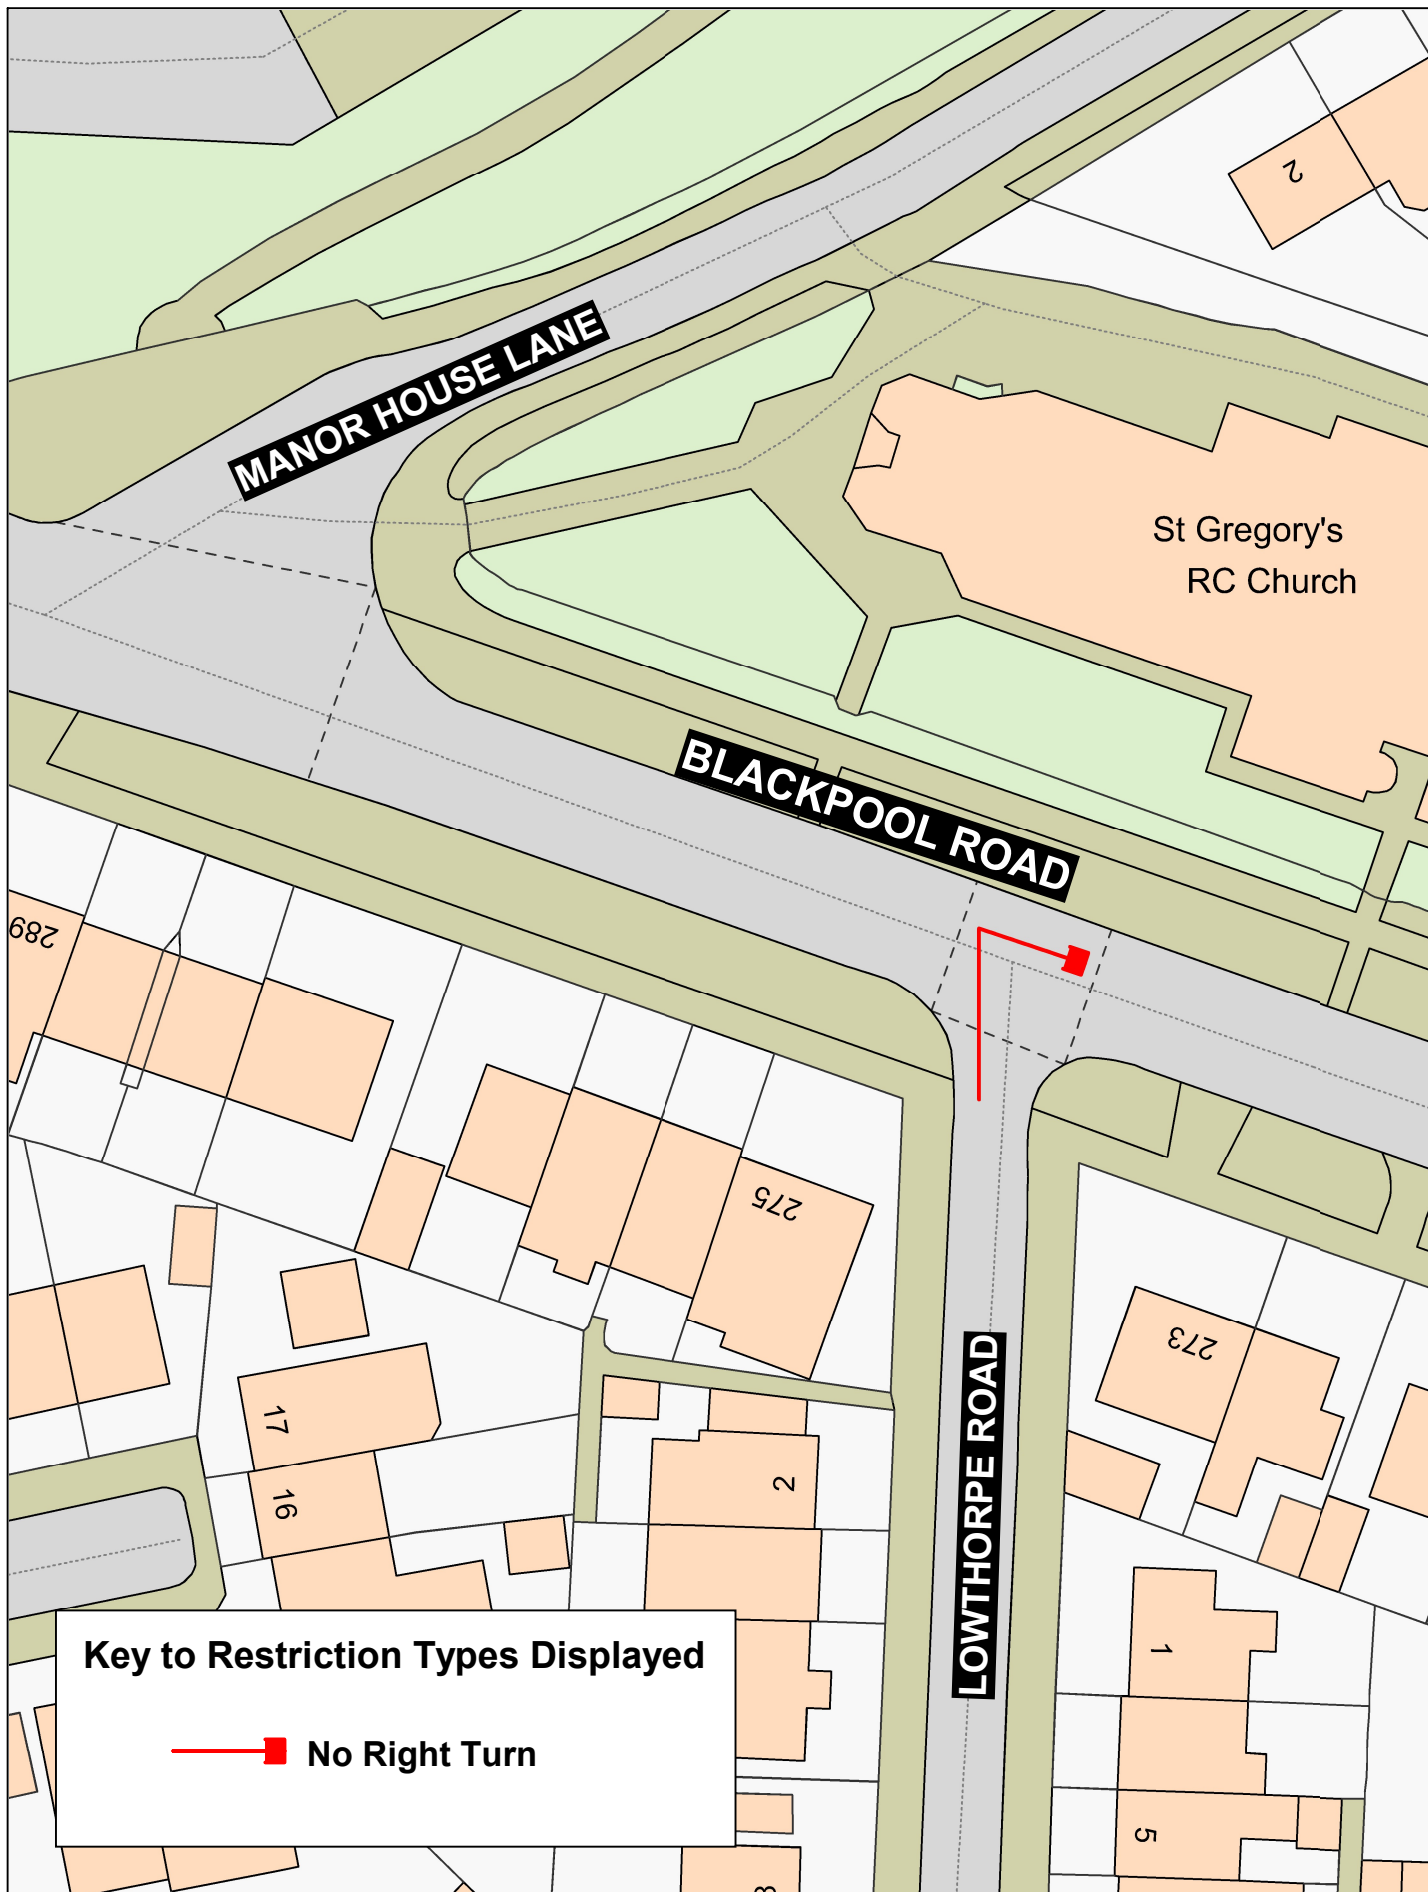 2
MANOR HOUSE LANE
St Gregory's
RC Church
BLACKPOOL ROAD
289
275
273
17
16
2
LOWTHORPE ROAD
1
5
Key to Restriction Types Displayed
No Right Turn